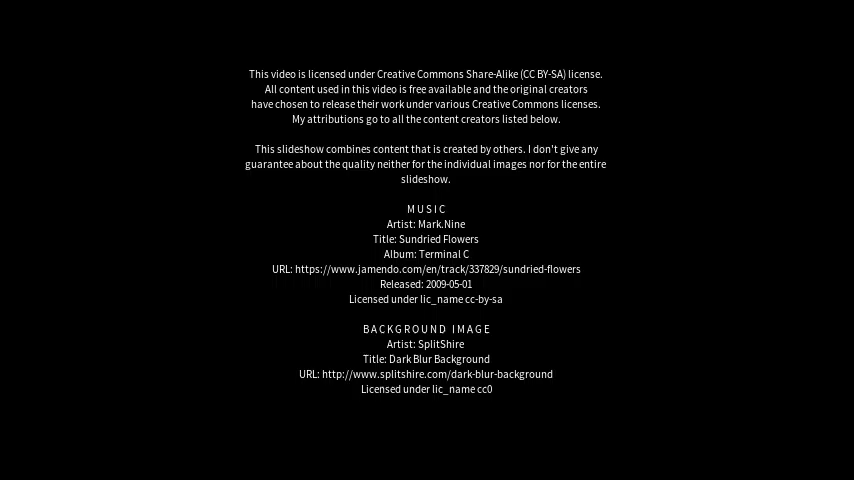 This video is licensed under Creative Commons Share-Alike (CC BY-SA) license.
All content used in this video is free available and the original creators
have chosen to release their work under various Creative Commons licenses.
My attributions go to all the content creators listed below.
This slideshow combines content that is created by others. I don't give any
guarantee about the quality neither for the individual images nor for the entire
slideshow.
MUSIC
Artist: Mark.Nine
Title: Sundried Flowers
Album: Terminal C
URL: https://www.jamendo.com/en/track/337829/sundried-flowers
Released: 2009-05-01
Licensed under lic_name cc-by-sa
BACKGROUND IMAGE
Artist: SplitShire
Title: Dark Blur Background
URL: http://www.splitshire.com/dark-blur-background
Licensed under lic_name cc0